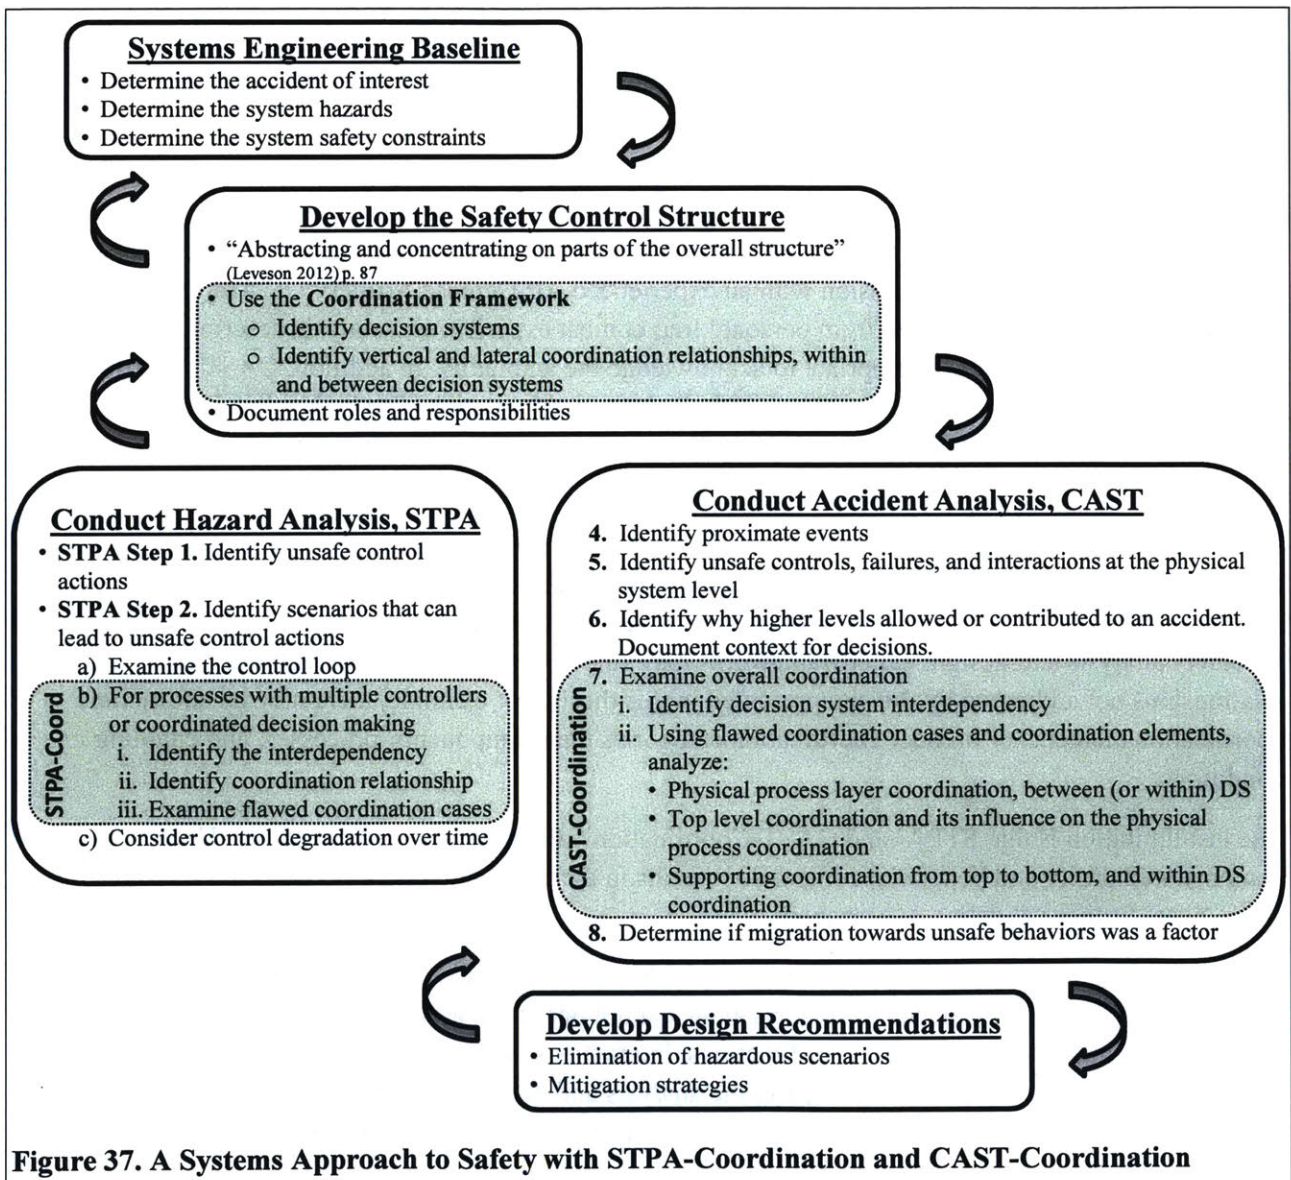 Systems Engineering Baseline
• Determine the accident of interest
• Determine the system hazards
• Determine the system safety constraints
Develop the Safety Control Structure
• “Abstracting and concentrating on parts of the overall structure”
(Leveson 2012) p. 87
• Use the Coordination Framework
o Identify decision systems
o Identify vertical and lateral coordination relationships, within
and between decision systems
• Document roles and responsibilities
Conduct Hazard Analysis, STPA
• STPA Step 1. Identify unsafe control
actions
• STPA Step 2. Identify scenarios that can
lead to unsafe control actions
a) Examine the control loop
STPA-Coord
b) For processes with multiple controllers
or coordinated decision making
i. Identify the interdependency
ii. Identify coordination relationship
iii. Examine flawed coordination cases
c) Consider control degradation over time
Conduct Accident Analysis, CAST
4. Identify proximate events
5. Identify unsafe controls, failures, and interactions at the physical
system level
6. Identify why higher levels allowed or contributed to an accident.
Document context for decisions.
CAST-Coordination
7. Examine overall coordination
i. Identify decision system interdependency
ii. Using flawed coordination cases and coordination elements,
analyze:
• Physical process layer coordination, between (or within) DS
• Top level coordination and its influence on the physical
process coordination
• Supporting coordination from top to bottom, and within DS
coordination
8. Determine if migration towards unsafe behaviors was a factor
Develop Design Recommendations
• Elimination of hazardous scenarios
• Mitigation strategies
Figure 37. A Systems Approach to Safety with STPA-Coordination and CAST-Coordination